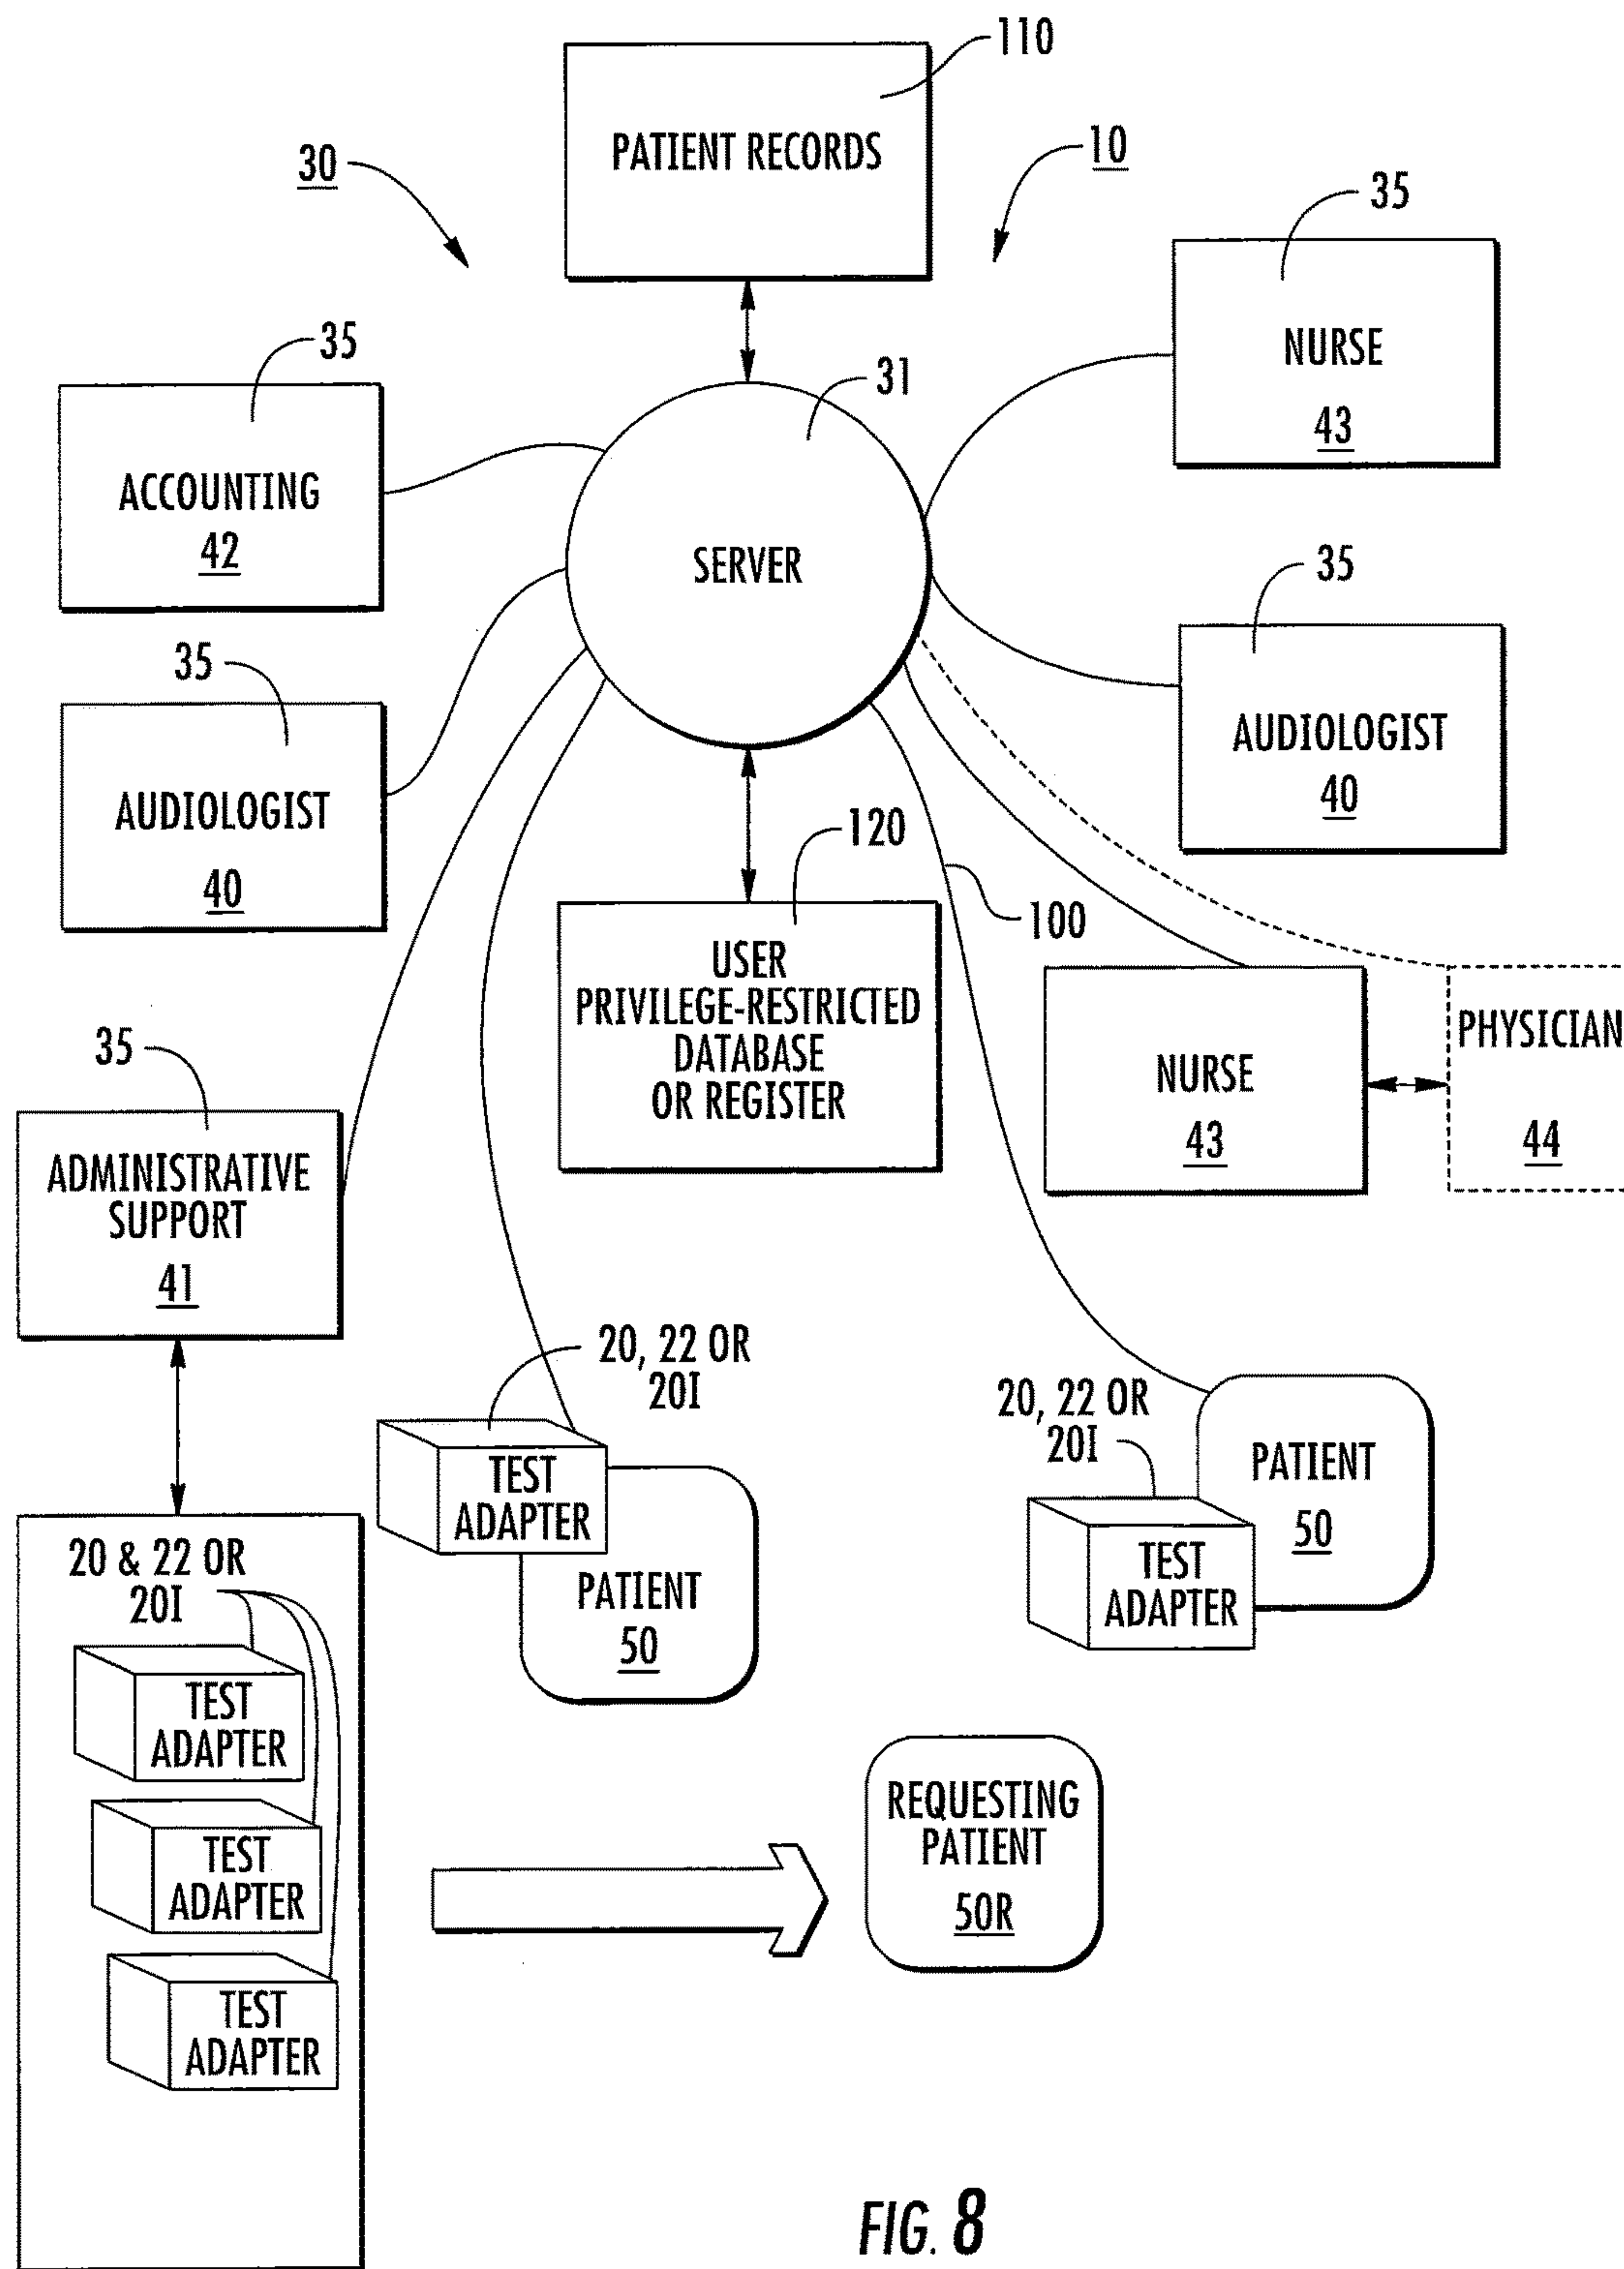 110
PATIENT RECORDS
30
10
35
NURSE
43
35
ACCOUNTING
42
31
SERVER
35
AUDIOLOGIST
40
35
AUDIOLOGIST
40
120
USER
PRIVILEGE-RESTRICTED
DATABASE
OR REGISTER
100
NURSE
43
PHYSICIAN
44
35
ADMINISTRATIVE
SUPPORT
41
20, 22 OR
20I
TEST
ADAPTER
PATIENT
50
20, 22 OR
20I
TEST
ADAPTER
PATIENT
50
20 & 22 OR
20I
TEST
ADAPTER
TEST
ADAPTER
TEST
ADAPTER
REQUESTING
PATIENT
50R
FIG. 8